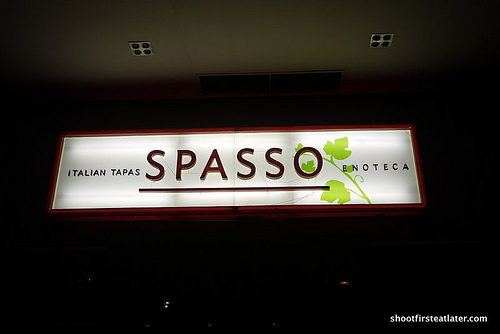 ITALIAN TAPAS SPASSO ENOTECA
shootfirsteatlater.com